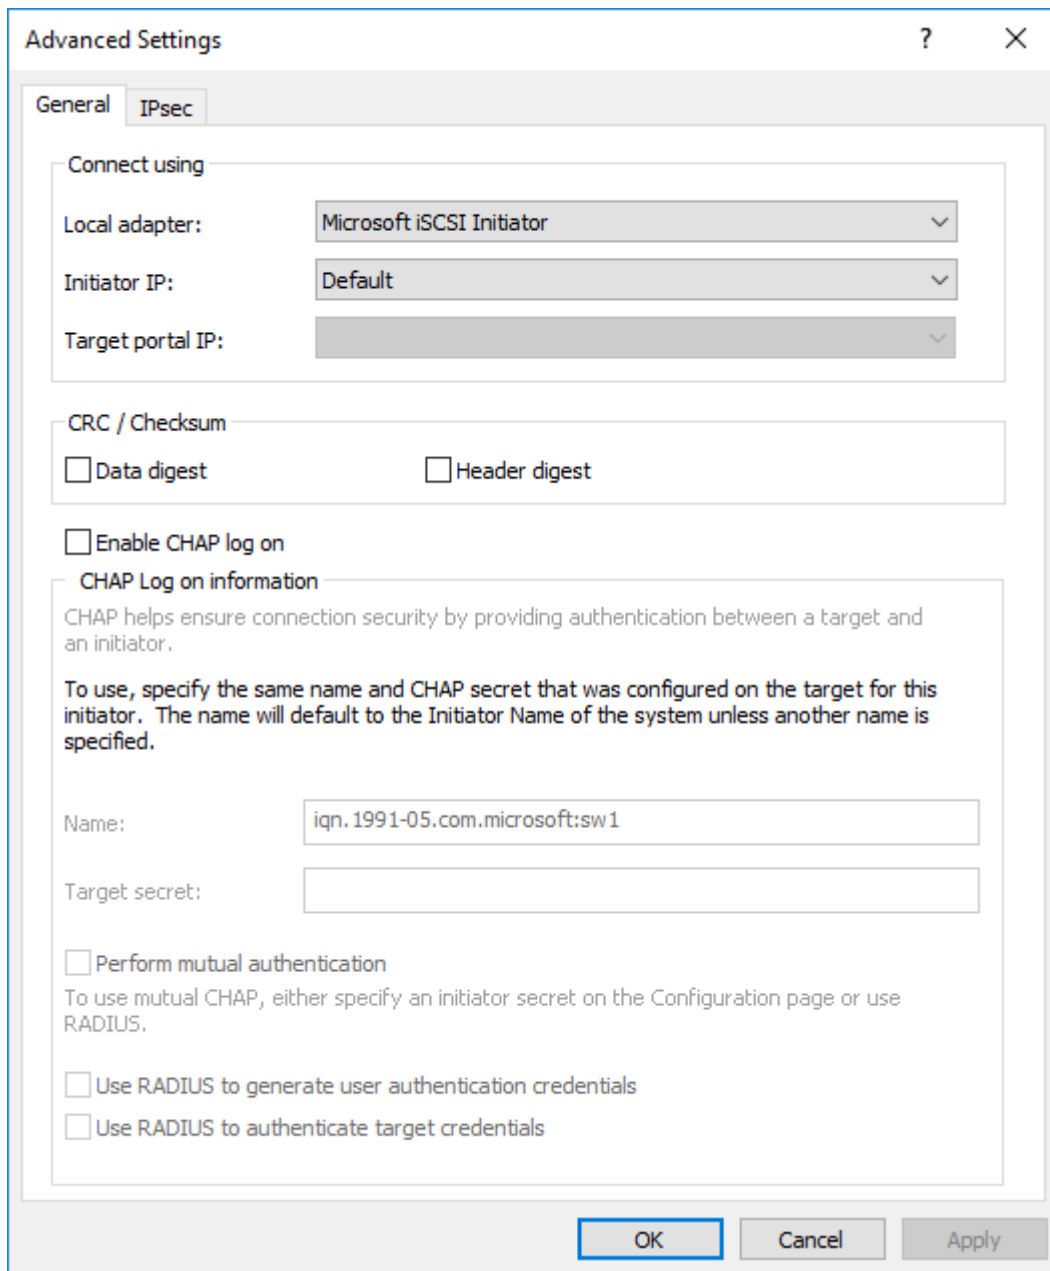 Advanced Settings
?
General
IPsec
Connect using
Local adapter:
Microsoft iSCSI Initiator
Initiator IP:
Default
Target portal IP:
CRC / Checksum
Data digest
Header digest
Enable CHAP log on
CHAP Log on information
CHAP helps ensure connection security by providing authentication between a target and
an initiator.
To use, specify the same name and CHAP secret that was configured on the target for this
initiator.  The name will default to the Initiator Name of the system unless another name is
specified.
Name:
iqn.1991-05.com.microsoft:sw1
Target secret:
Perform mutual authentication
To use mutual CHAP, either specify an initiator secret on the Configuration page or use
RADIUS.
Use RADIUS to generate user authentication credentials
Use RADIUS to authenticate target credentials
OK
Cancel
Apply